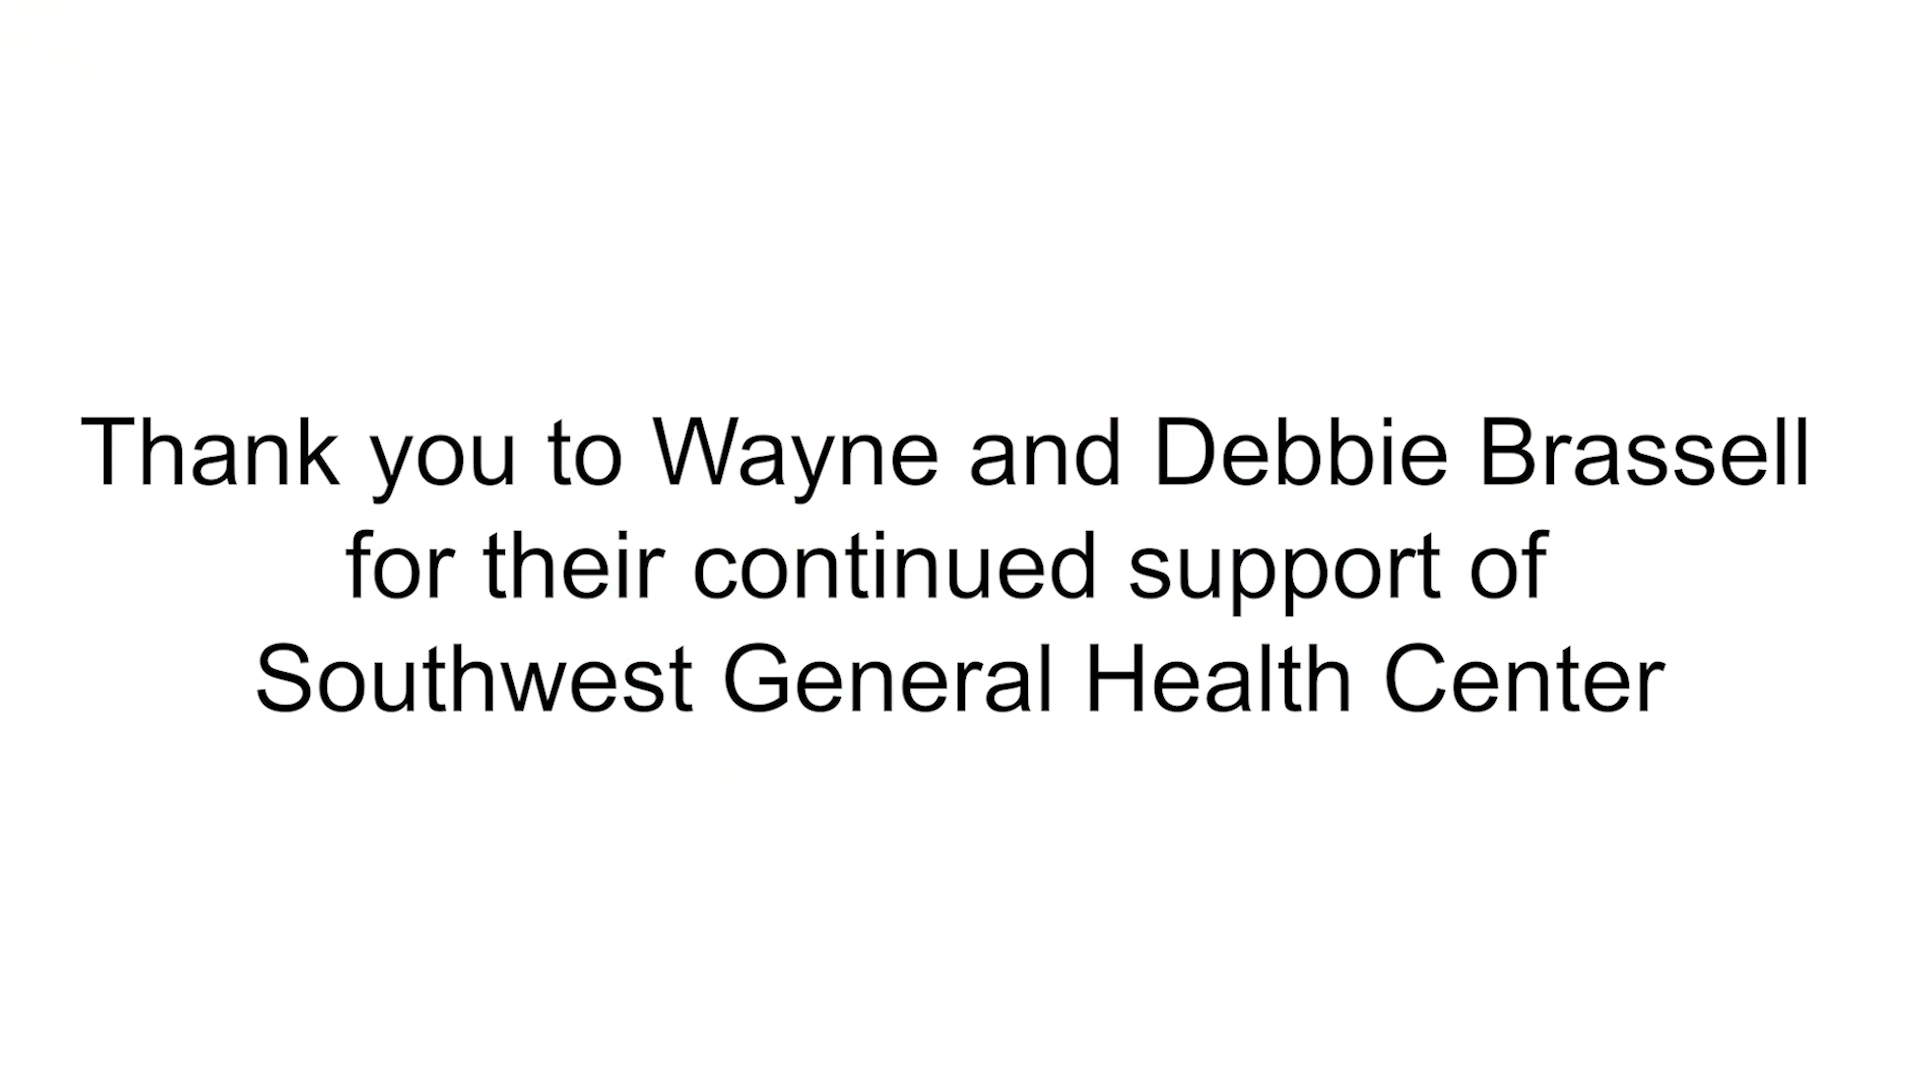 Thank you to Wayne and Debbie Brassell
for their continued support of
Southwest General Health Center